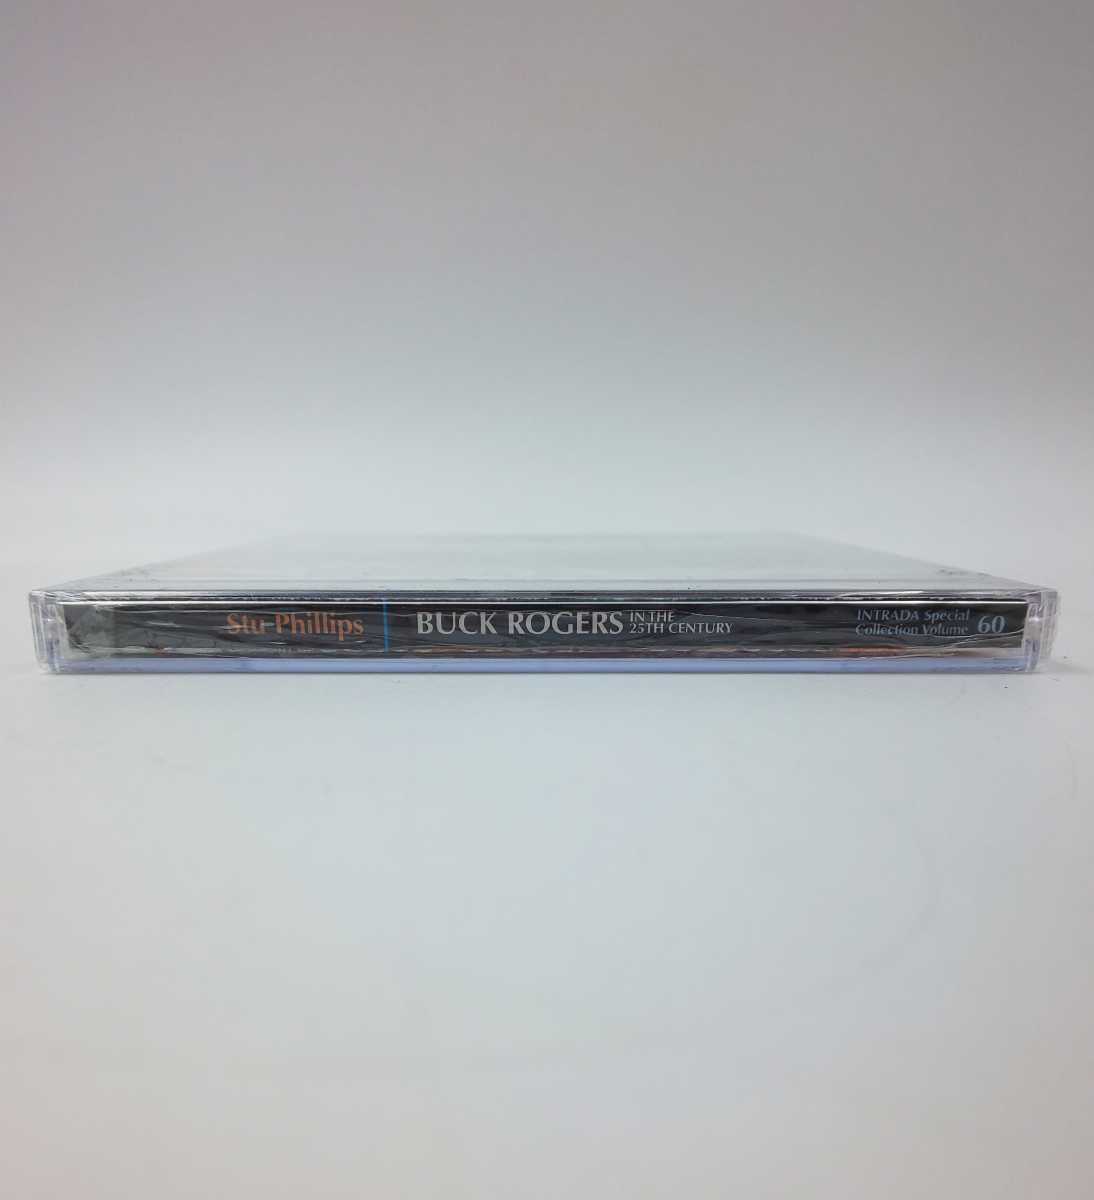 Stu Phillips
BUCK ROGERS IN THE
25TH CENTURY
INTRADA Special
Collection Volume 60